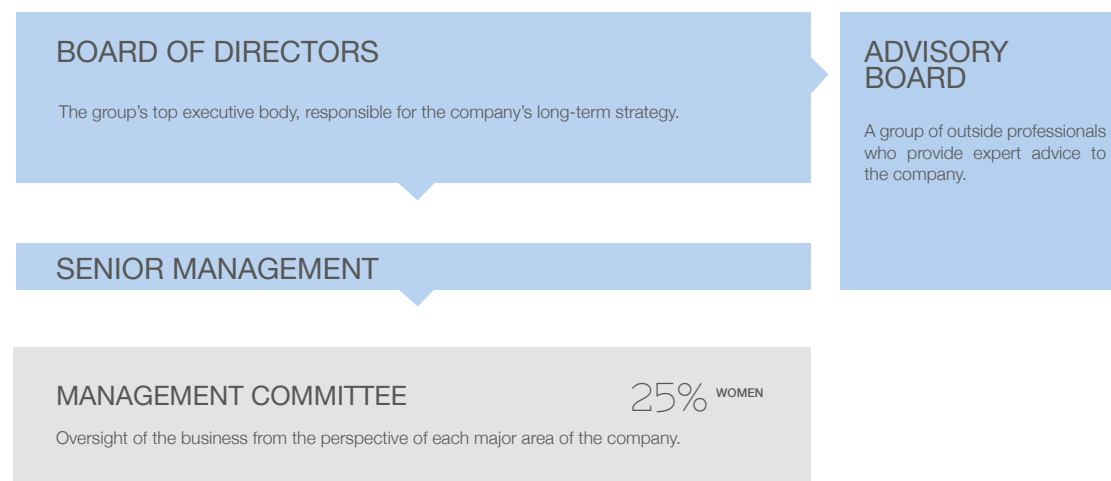 BOARD OF DIRECTORS
The group’s top executive body, responsible for the company’s long-term strategy.
ADVISORY
BOARD
A group of outside professionals
who provide expert advice to
the company.
SENIOR MANAGEMENT
MANAGEMENT COMMITTEE
25% WOMEN
Oversight of the business from the perspective of each major area of the company.